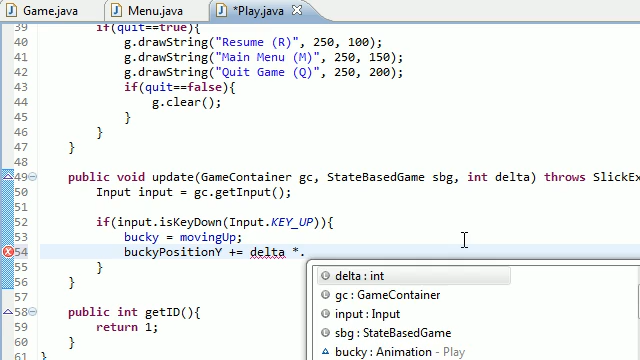 Game.java Menu.java *Play.java
39 if(quit==true){
40 g.drawString("Resume (R)", 250, 100);
41 g.drawString("Main Menu (M)", 250, 150);
42 g.drawString("Quit Game (Q)", 250, 200);
43 if(quit==false){
44 g.clear();
45 }
46 }
47 }
48
49 public void update(GameContainer gc, StateBasedGame sbg, int delta) throws SlickEx
50 Input input = gc.getInput();
51
52 if(input.isKeyDown(Input.KEY_UP)){
53 bucky = movingUp;
54 buckyPositionY += delta *.
55 }
56 }
57
58 public int getID(){
59 return 1;
60 }
61 }
delta : int
gc : GameContainer
input : Input
sbg : StateBasedGame
bucky : Animation - Play